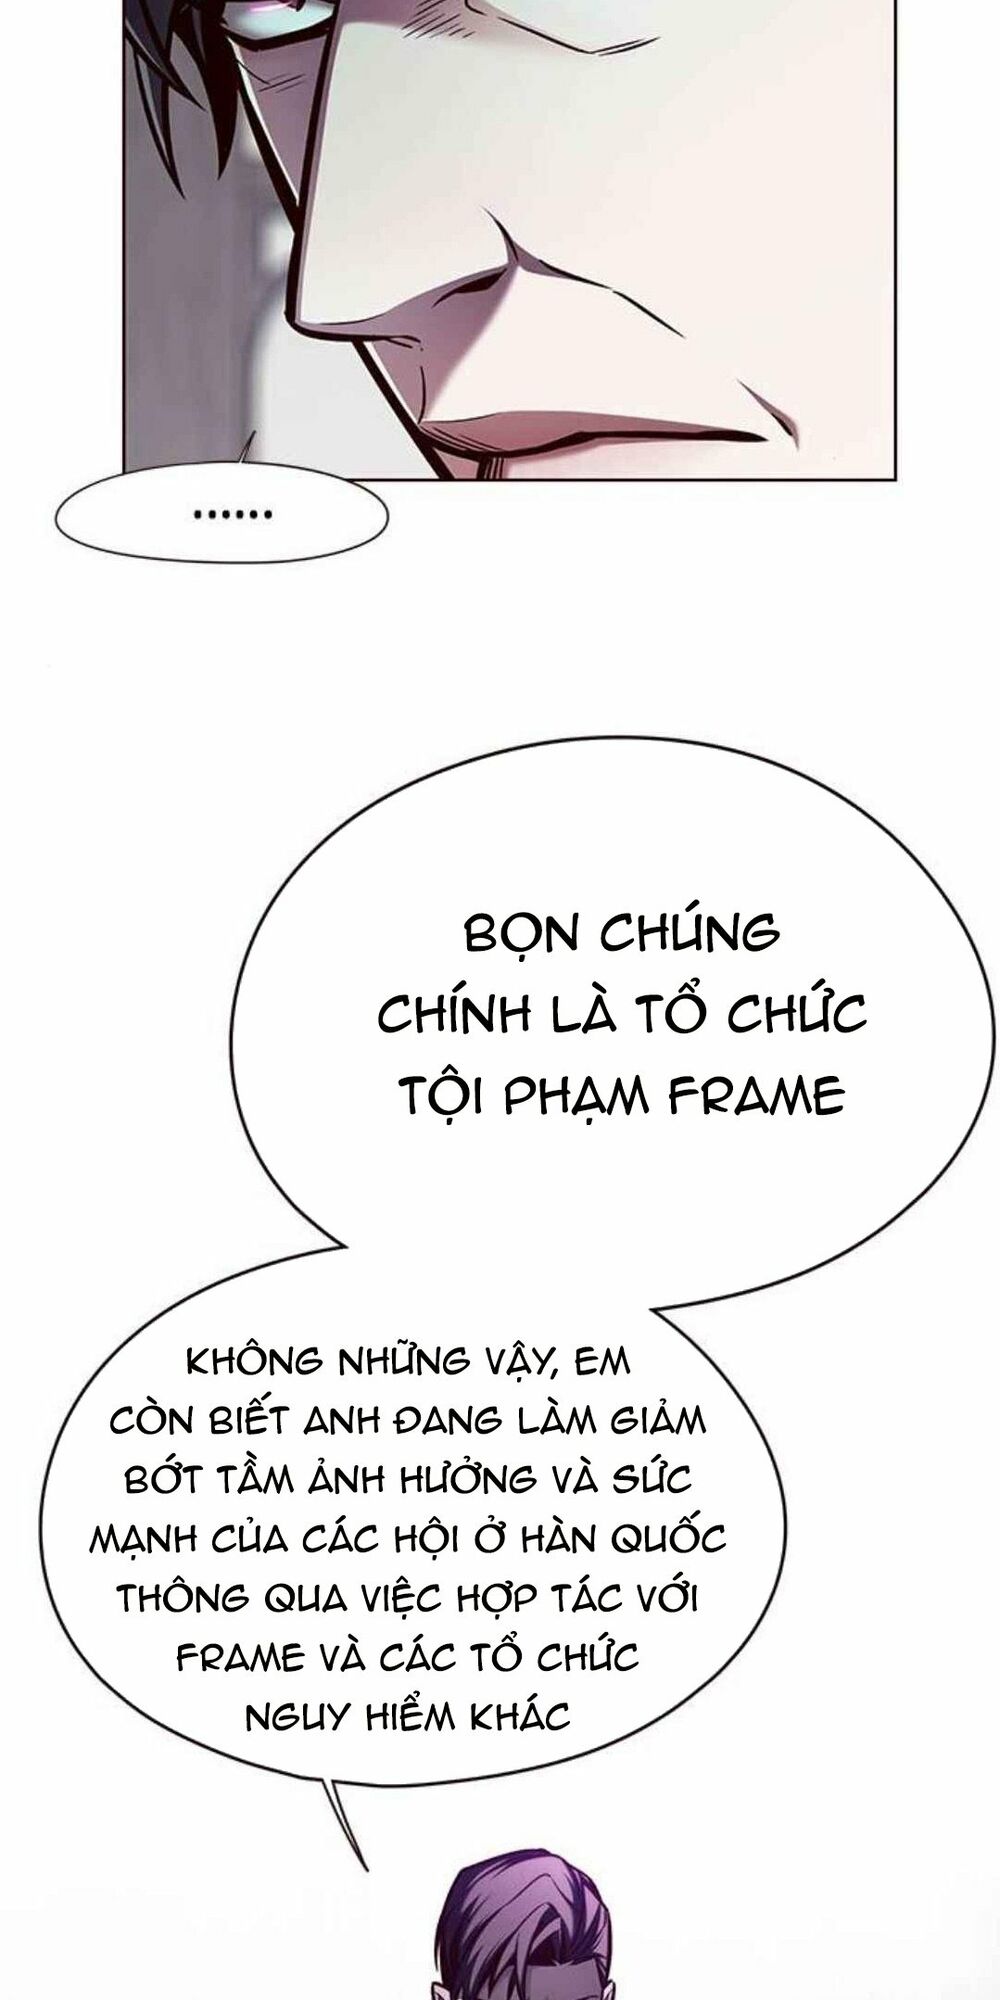 ......
BỌN CHÚNG
CHÍNH LÀ TỔ CHỨC
TỘI PHẠM FRAME
KHÔNG NHỮNG VẬY, EM
CÒN BIẾT ANH ĐANG LÀM GIẢM
BỚT TẦM ẢNH HƯỞNG VÀ SỨC
MẠNH CỦA CÁC HỘI Ở HÀN QUỐC
THÔNG QUA VIỆC HỢP TÁC VỚI
FRAME VÀ CÁC TỔ CHỨC
NGUY HIỂM KHÁC